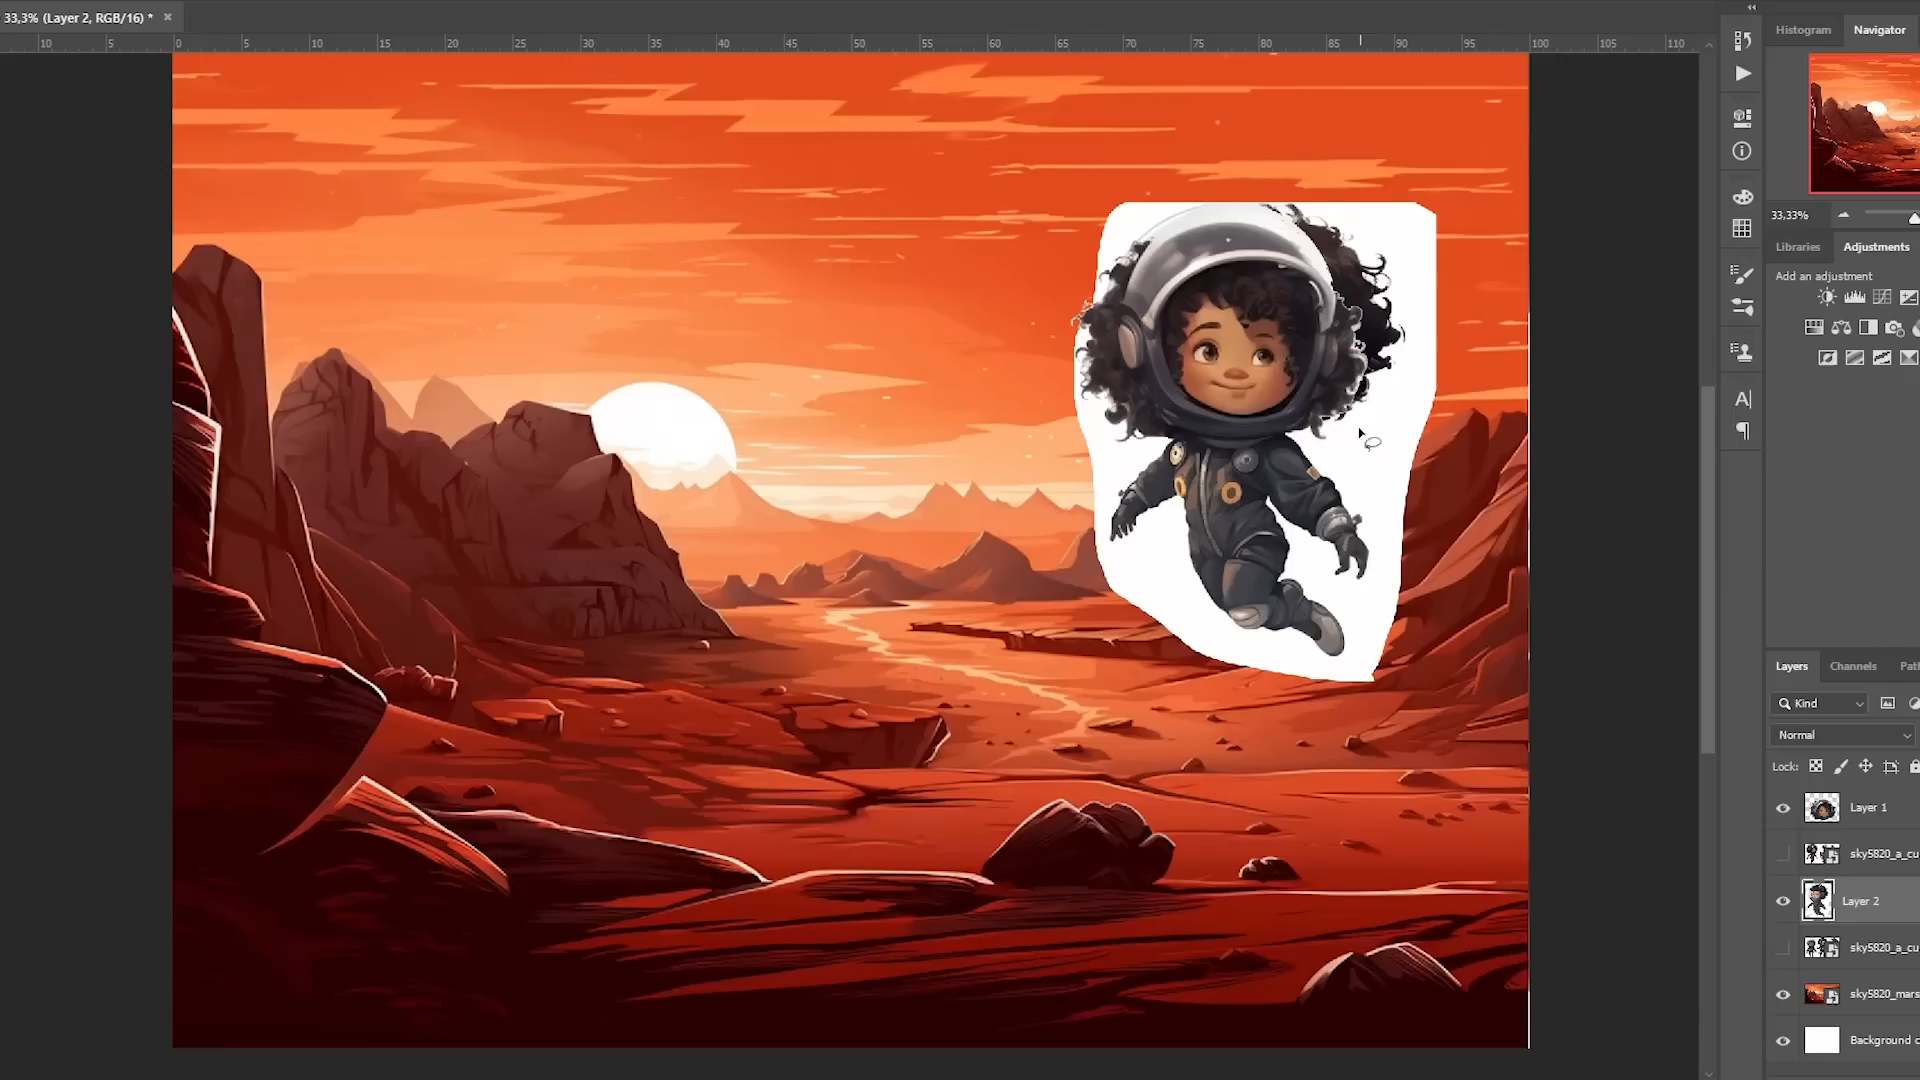 33,3% (Layer 2, RGB/16) *
10 5 0 5 10 15 20 25 30 35 40 45 50 55 60 65 70 75 80 85 90 95 100 105 110
Histogram Navigator
33,33%
Libraries Adjustments
Add an adjustment
A
Layers Channels Path
Kind
Normal
Lock:
Layer 1
sky5820_a_cu
Layer 2
sky5820_a_cu
sky5820_mars
Background c